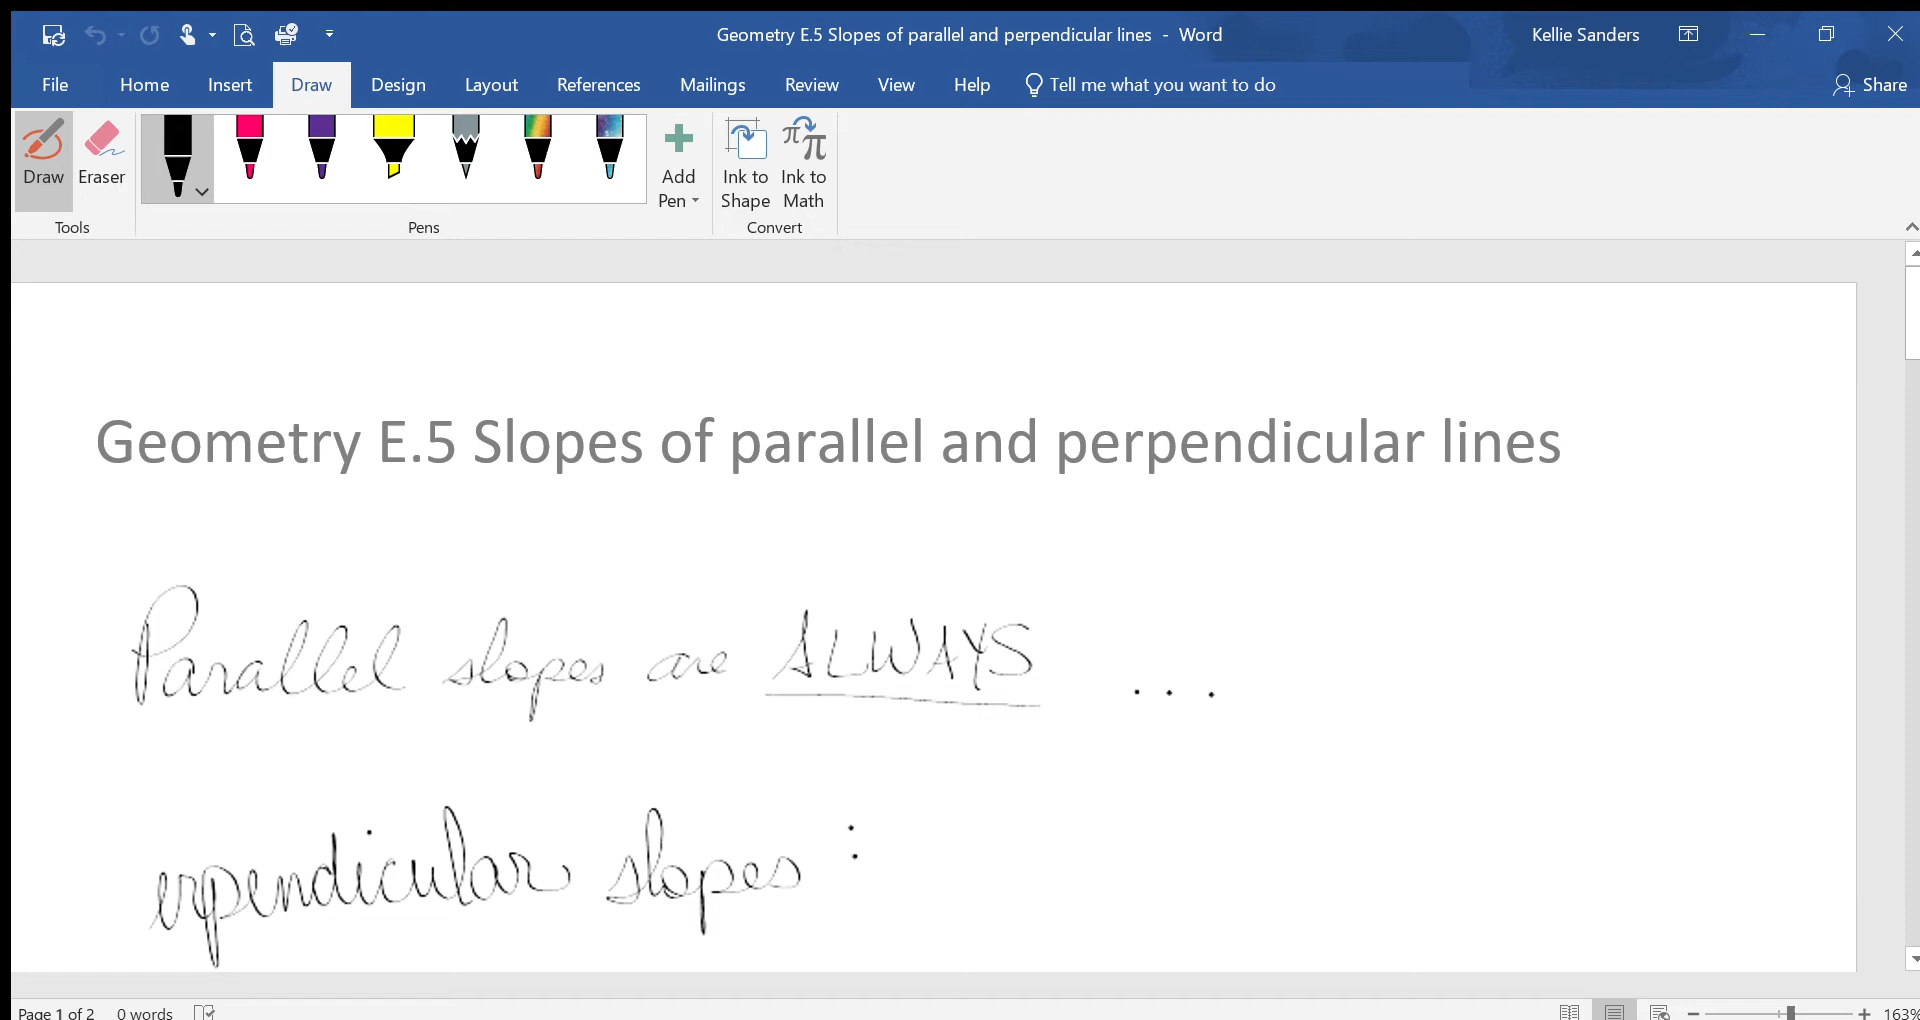 Geometry E.5 Slopes of parallel and perpendicular lines - Word
Kellie Sanders
File Home Insert Draw Design Layout References Mailings Review View Help Tell me what you want to do Share
Draw Eraser Add Pen Ink to Shape Ink to Math
Tools Pens Convert
Geometry E.5 Slopes of parallel and perpendicular lines
Parallel slopes are ALWAYS ...
erpendicular slopes :
Page 1 of 2 0 words 163%